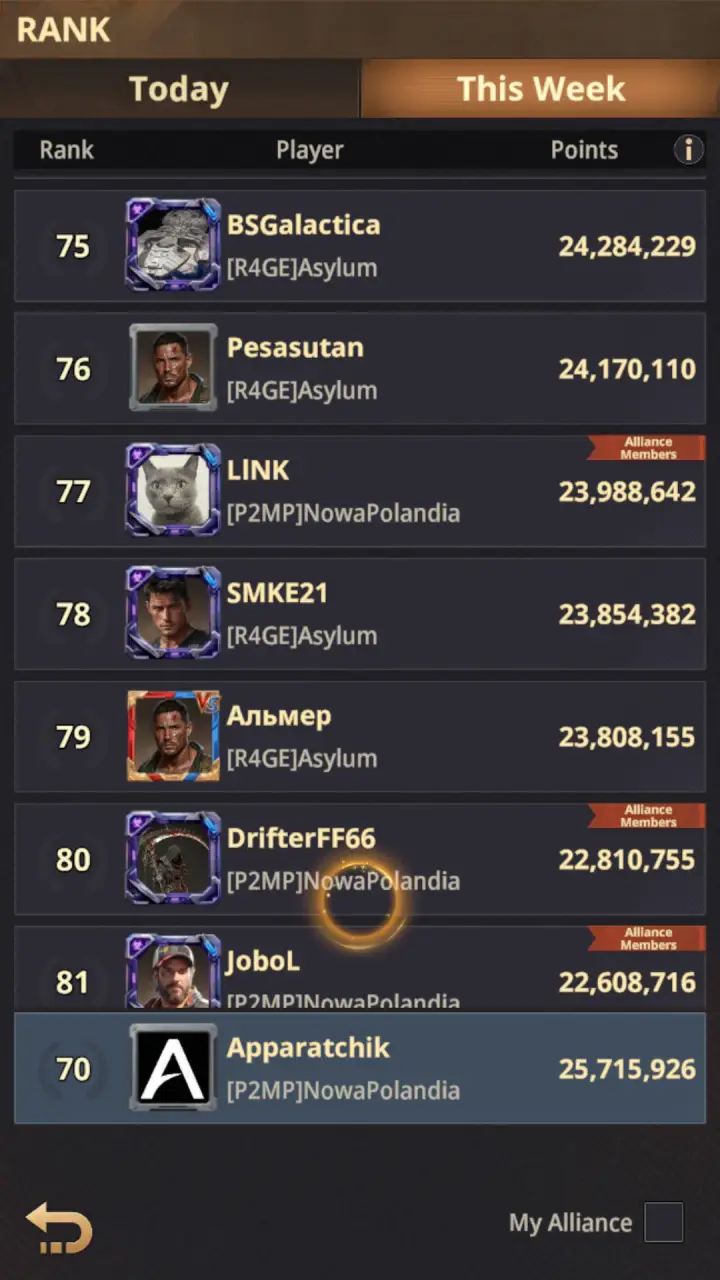 RANK
Today
This Week
Rank
Player
Points
75
BSGalactica
[R4GE]Asylum
24,284,229
76
Pesasutan
[R4GE]Asylum
24,170,110
Alliance
Members
77
LINK
[P2MP]NowaPolandia
23,988,642
78
SMKE21
[R4GE]Asylum
23,854,382
79
VS
Альмер
[R4GE]Asylum
23,808,155
Alliance
Members
80
DrifterFF66
[P2MP]NowaPolandia
22,810,755
Alliance
Members
81
JoboL
[P2MP]NowaPolandia
22,608,716
70
Apparatchik
[P2MP]NowaPolandia
25,715,926
My Alliance